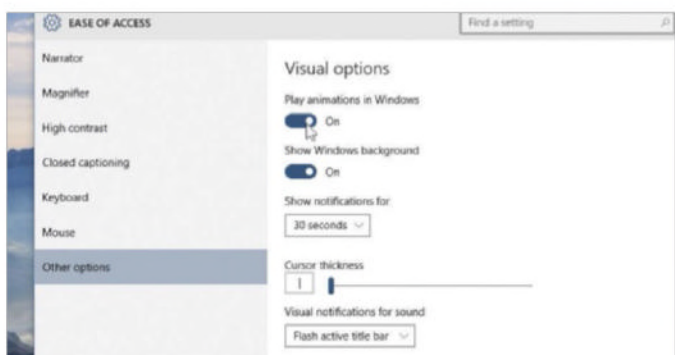 EASE OF ACCESS
Find a setting
Narrator
Magnifier
High contrast
Closed captioning
Keyboard
Mouse
Other options
Visual options
Play animations in Windows
On
Show Windows background
On
Show notifications for
30 seconds
Cursor thickness
Visual notifications for sound
Flash active title bar